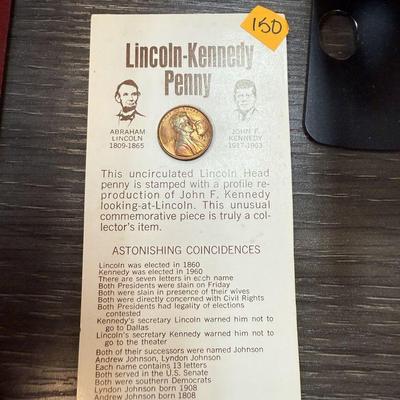 150
Lincoln-Kennedy
Penny
ABRAHAM
LINCOLN
1809-1865
JOHN F.
KENNEDY
1917-1963
This uncirculated Lincoln Head
penny is stamped with a profile re-
production of John F. Kennedy
looking-at-Lincoln. This unusual
commemorative piece is truly a col-
lector's item.
ASTONISHING COINCIDENCES
Lincoln was elected in 1860
Kennedy was elected in 1960
There are seven letters in each name
Both Presidents were slain on Friday
Both were slain in presence of their wives
Both were directly concerned with Civil Rights
Both Presidents had legality of elections
contested
Kennedy's secretary Lincoln warned him not to
go to Dallas
Lincoln's secretary Kennedy warned him not to
go to the theater
Both of their successors were named Johnson
Andrew Johnson, Lyndon Johnson
Each name contains 13 letters
Both served in the U.S. Senate
Both were southern Democrats
Lyndon Johnson born 1908
Andrew Johnson born 1808